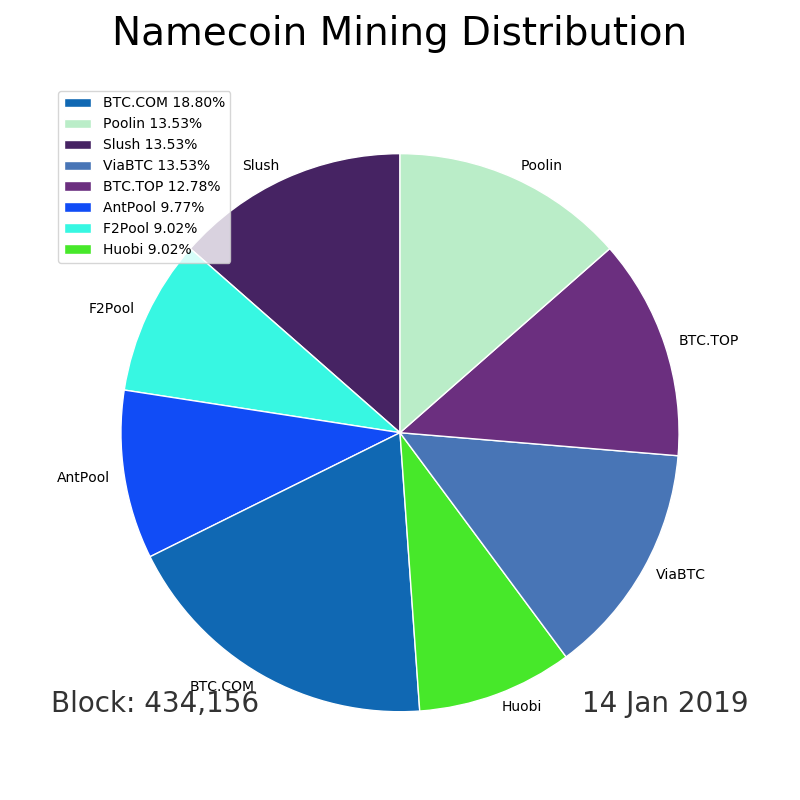 Namecoin Mining Distribution
BTC.COM 18.80%
Poolin 13.53%
Slush 13.53%
ViaBTC 13.53%
BTC.TOP 12.78%
AntPool 9.77%
F2Pool 9.02%
Huobi 9.02%
Slush
Poolin
F2Pool
BTC.TOP
AntPool
ViaBTC
BTC.COM
Huobi
Block: 434,156
14 Jan 2019